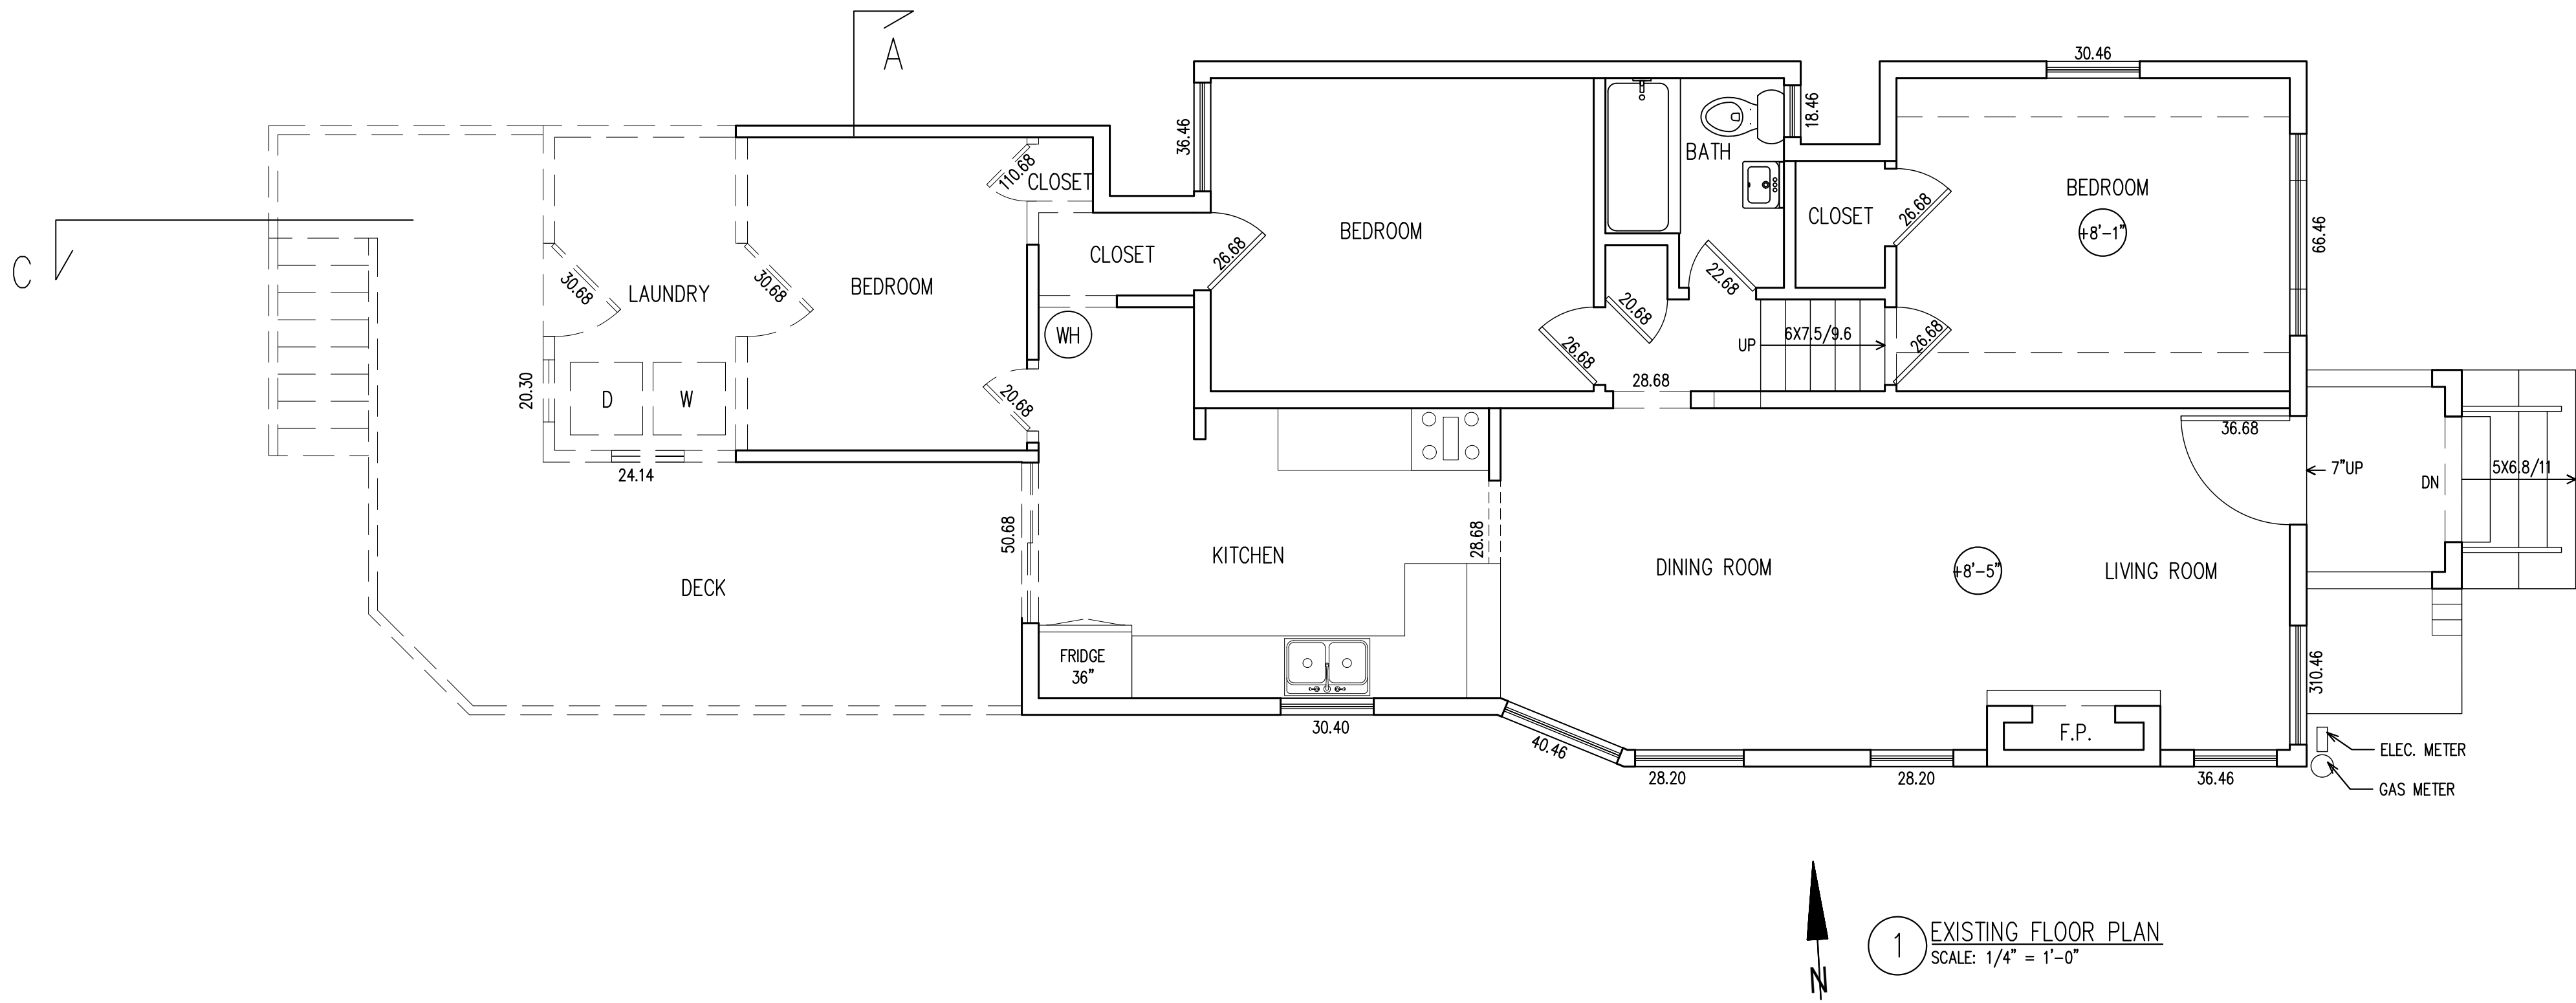 A
30.46
36.46
18.46
BATH
110.68
CLOSET
BEDROOM
CLOSET
26.68
BEDROOM
+8'-1"
66.46
C
CLOSET
26.68
BEDROOM
22.68
30.68
LAUNDRY
30.68
BEDROOM
20.68
WH
UP
6X7.5/9.6
26.68
26.68
28.68
20.30
D
W
20.68
36.68
24.14
7"UP
DN
5X6.8/11
50.68
KITCHEN
28.68
DINING ROOM
+8'-5"
LIVING ROOM
DECK
FRIDGE
36"
310.46
30.40
40.46
F.P.
ELEC. METER
28.20
28.20
36.46
GAS METER
N
1
EXISTING FLOOR PLAN
SCALE: 1/4" = 1'-0"